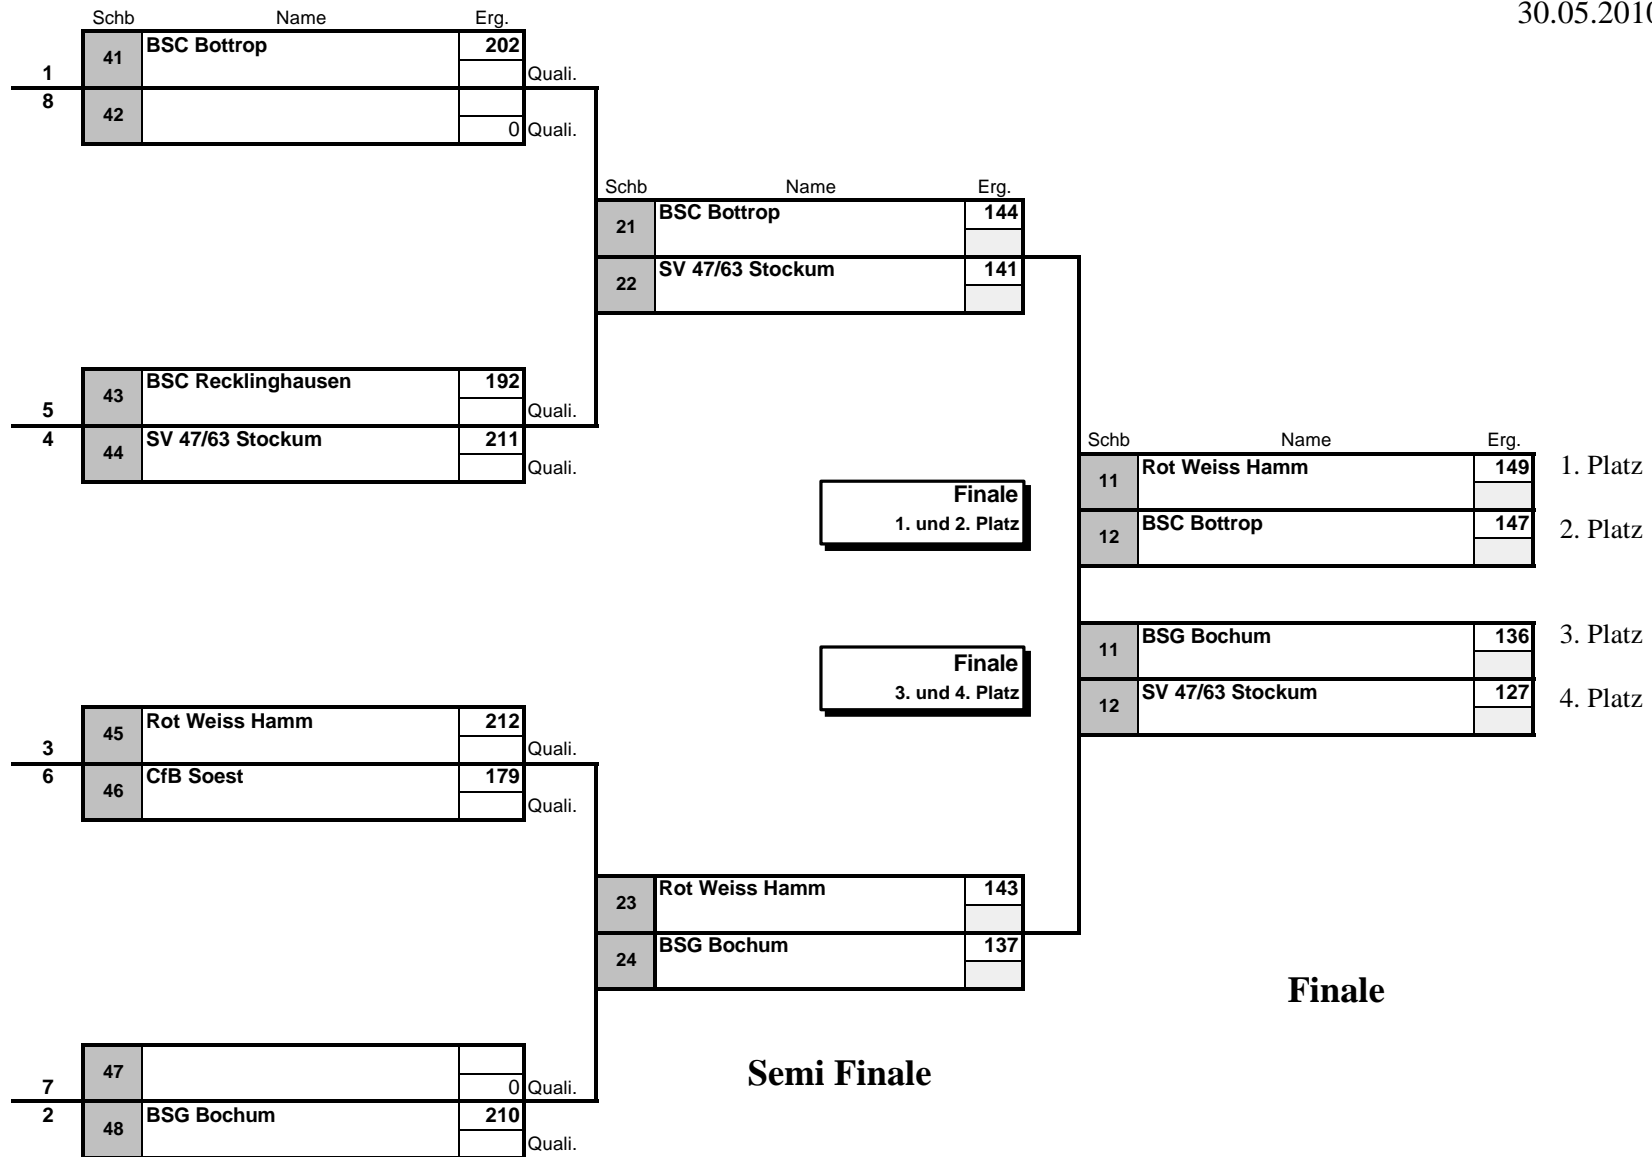 30.05.2010
Schb Name Erg.
41 BSC Bottrop 202
1 Quali.
8
42
0 Quali.
Schb Name Erg.
21 BSC Bottrop 144
22 SV 47/63 Stockum 141
43 BSC Recklinghausen 192
5 Quali.
4
44 SV 47/63 Stockum 211
Quali.
Schb Name Erg.
11 Rot Weiss Hamm 149 1. Platz
Finale
1. und 2. Platz
12 BSC Bottrop 147 2. Platz
11 BSG Bochum 136 3. Platz
Finale
3. und 4. Platz
12 SV 47/63 Stockum 127 4. Platz
45 Rot Weiss Hamm 212
3 Quali.
6
46 CfB Soest 179
Quali.
23 Rot Weiss Hamm 143
24 BSG Bochum 137
Finale
Semi Finale
47
7 0 Quali.
2
48 BSG Bochum 210
Quali.